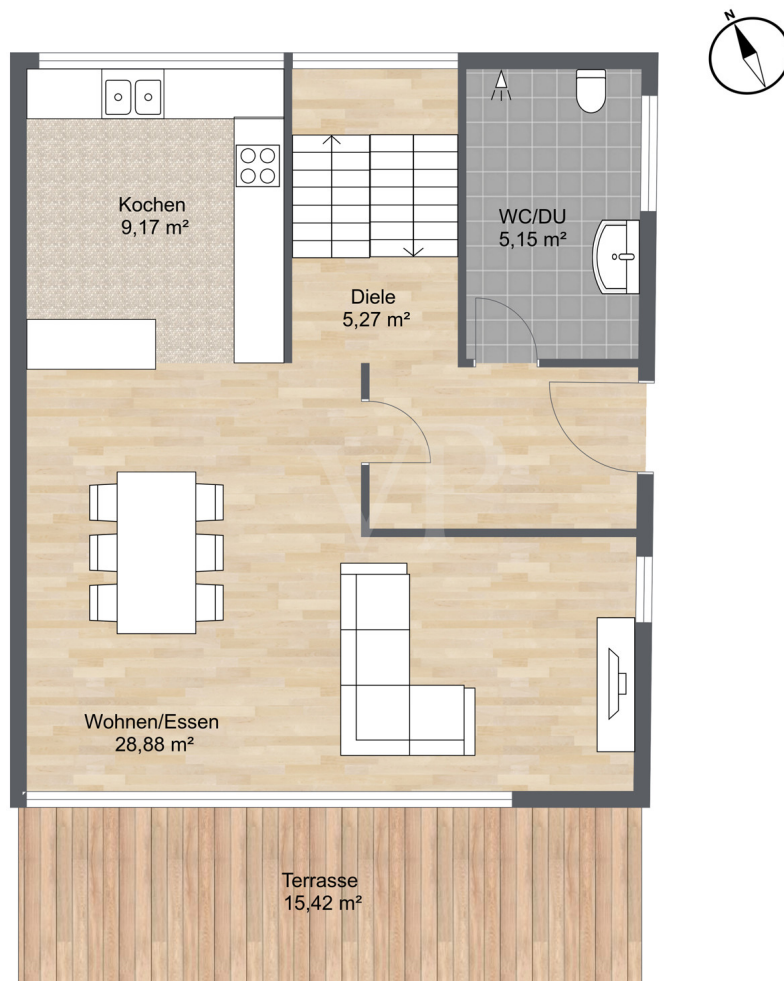 N
Kochen
9,17 m²
WC/DU
5,15 m²
Diele
5,27 m²
VP
Wohnen/Essen
28,88 m²
Terrasse
15,42 m²